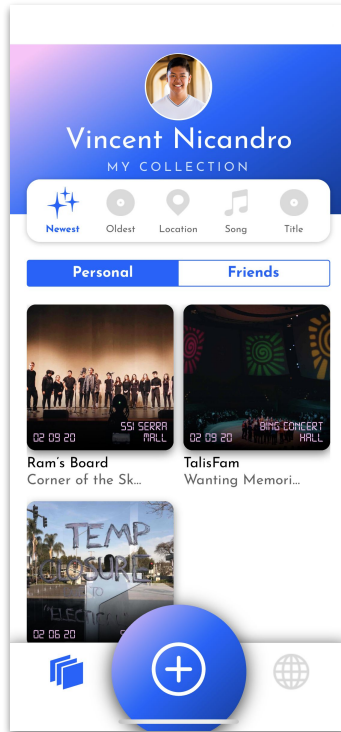 Vincent Nicandro
MY COLLECTION
Newest Oldest Location Song Title
Personal Friends
SSI SERRA
02 09 20 MALL
BING CONCERT
02 09 20 HALL
Ram's Board TalisFam
Corner of the Sk... Wanting Memori...
TEMP
CLOSURE
TO
02 06 20